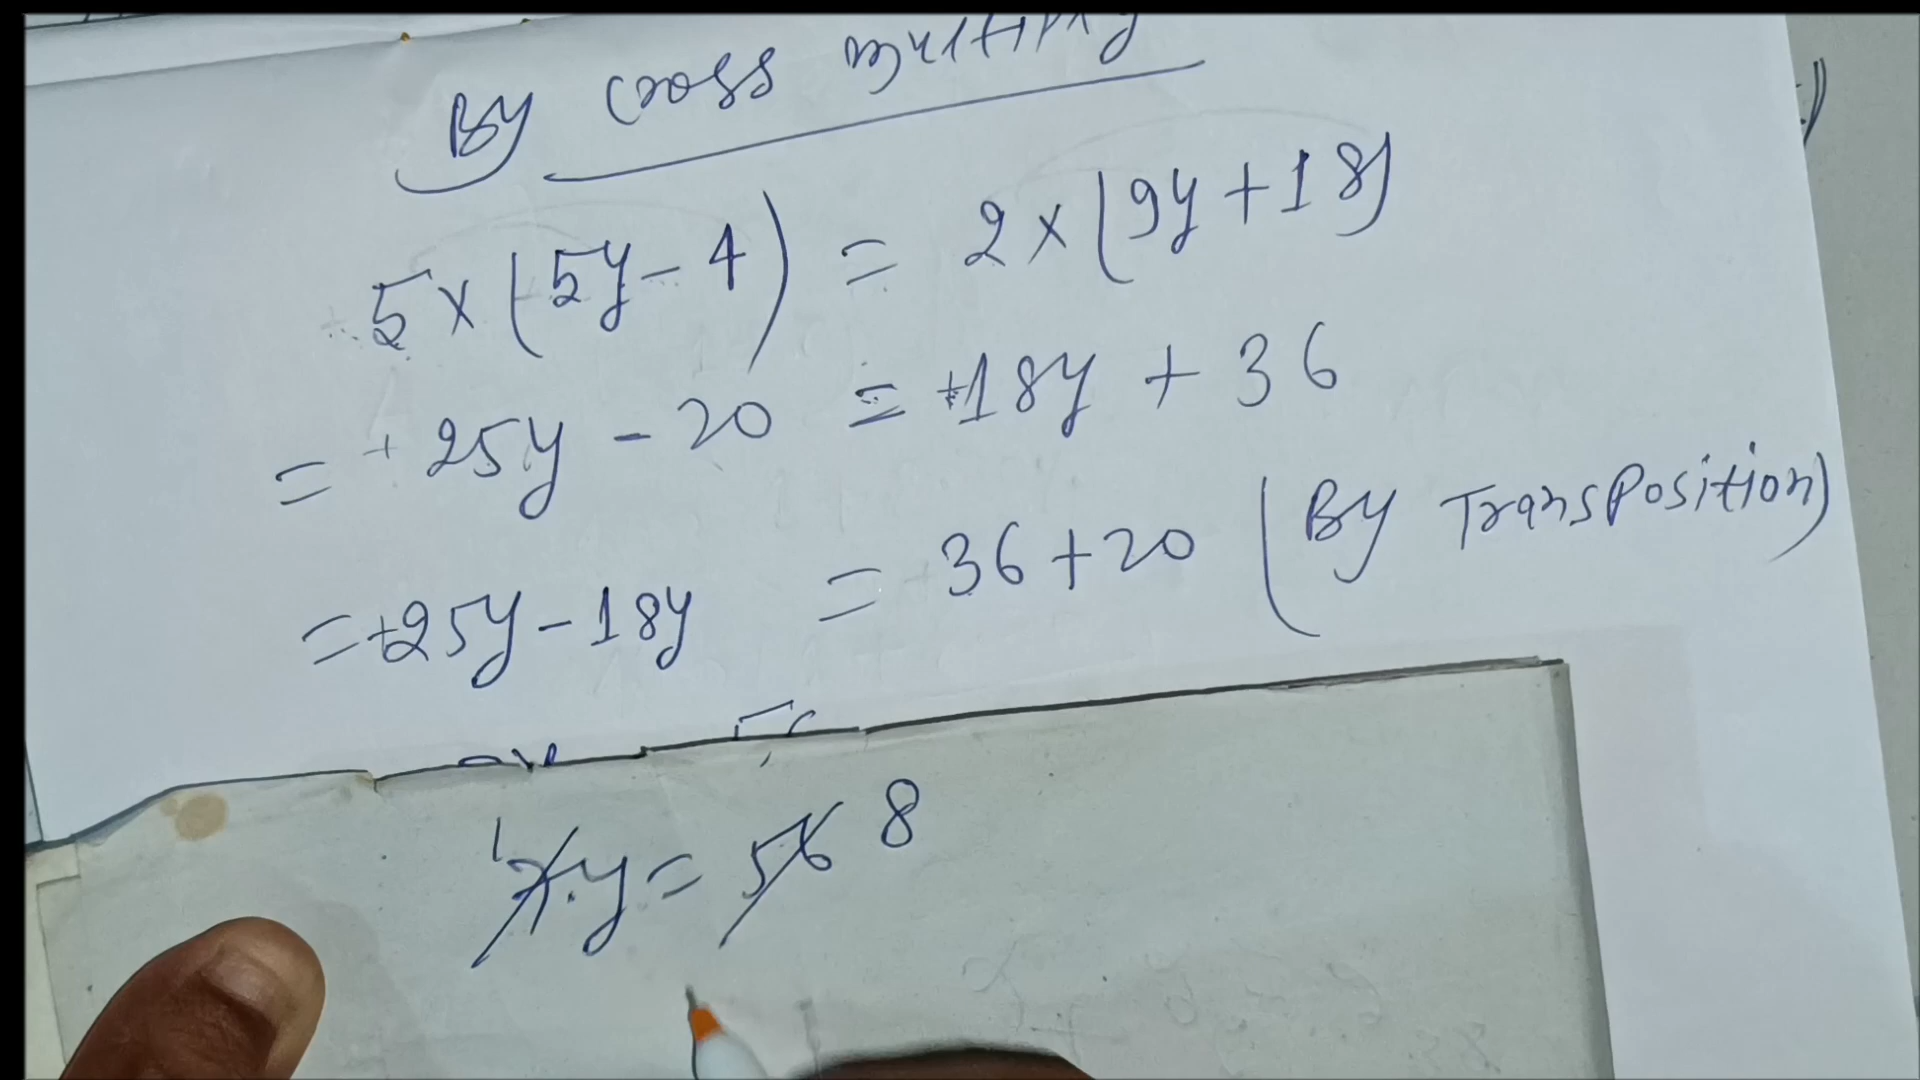 By cross multiply
5 × (5y - 4) = 2 × (9y + 18)
= + 25y - 20 = +18y + 36
= +25y - 18y = 36 + 20 (By Transposition)
1 7y = 56 8